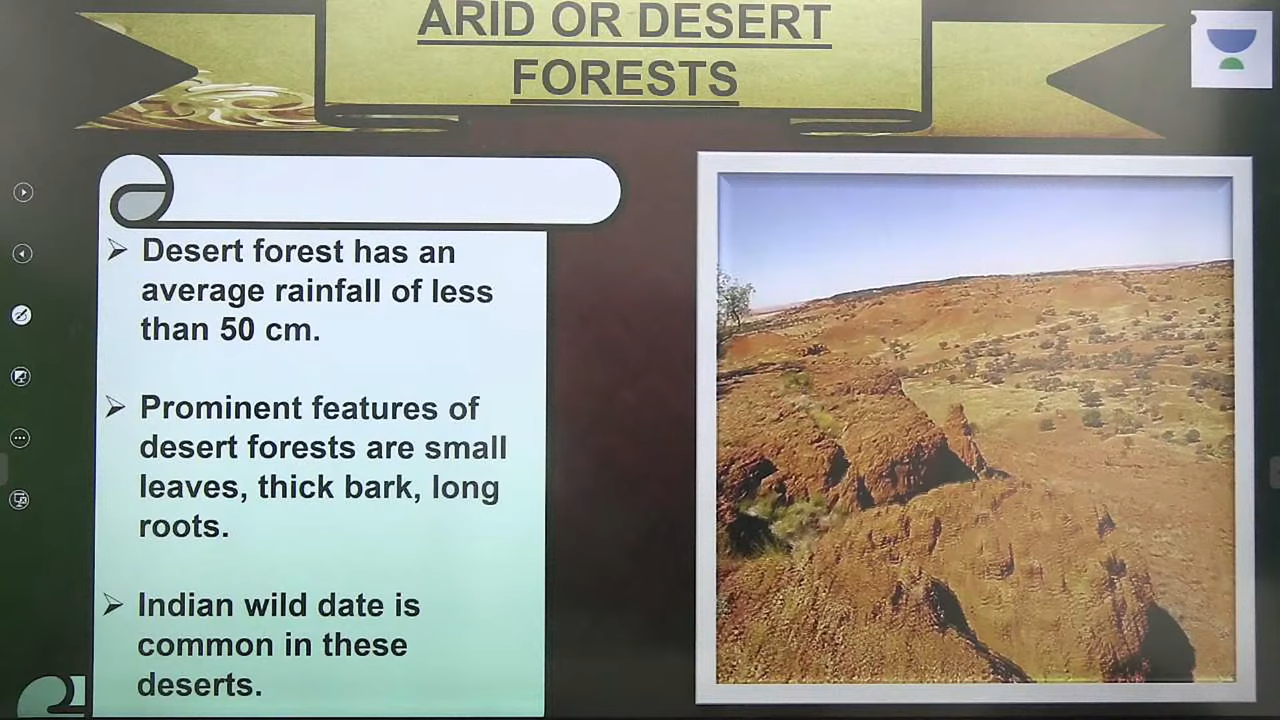 ARID OR DESERT
FORESTS
➢ Desert forest has an
average rainfall of less
than 50 cm.
➢ Prominent features of
desert forests are small
leaves, thick bark, long
roots.
➢ Indian wild date is
common in these
deserts.